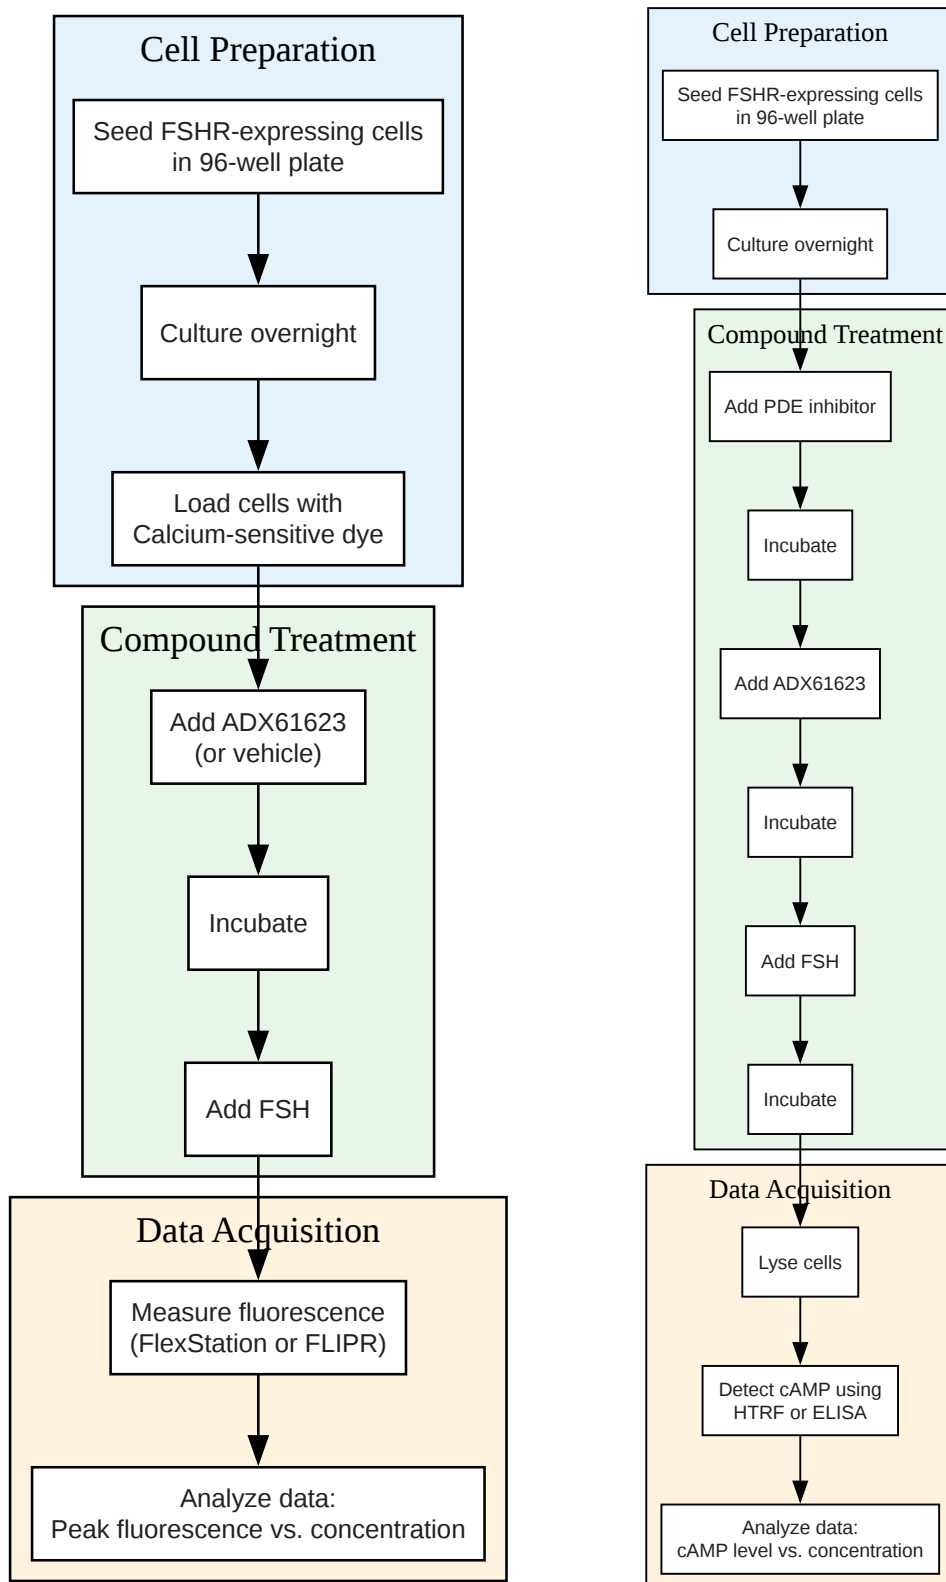 Cell Preparation
Seed FSHR-expressing cells
in 96-well plate
Culture overnight
Load cells with
Calcium-sensitive dye
Compound Treatment
Add ADX61623
(or vehicle)
Incubate
Add FSH
Data Acquisition
Measure fluorescence
(FlexStation or FLIPR)
Analyze data:
Peak fluorescence vs. concentration
Cell Preparation
Seed FSHR-expressing cells
in 96-well plate
Culture overnight
Compound Treatment
Add PDE inhibitor
Incubate
Add ADX61623
Incubate
Add FSH
Incubate
Data Acquisition
Lyse cells
Detect cAMP using
HTRF or ELISA
Analyze data:
cAMP level vs. concentration